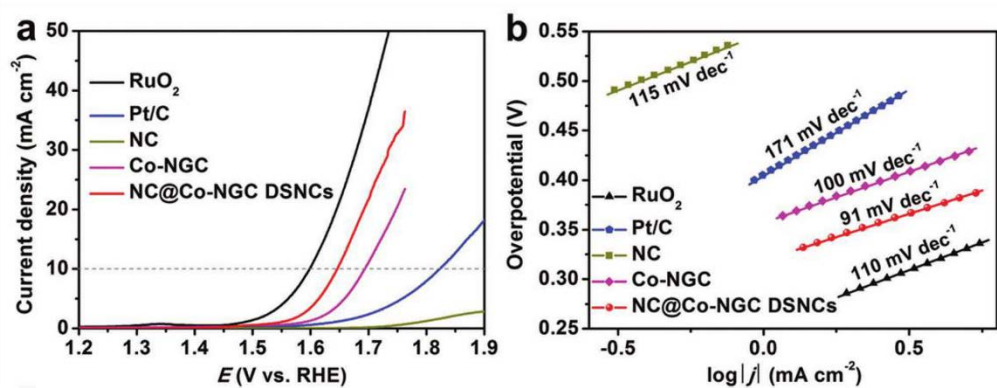 a
Current density (mA cm⁻²)
50
40
30
20
10
0
RuO₂
Pt/C
NC
Co-NGC
NC@Co-NGC DSNCs
1.2 1.3 1.4 1.5 1.6 1.7 1.8 1.9
E (V vs. RHE)
b
Overpotential (V)
0.55
0.50
0.45
0.40
0.35
0.30
0.25
115 mV dec⁻¹
171 mV dec⁻¹
100 mV dec⁻¹
91 mV dec⁻¹
110 mV dec⁻¹
RuO₂
Pt/C
NC
Co-NGC
NC@Co-NGC DSNCs
-0.5 0.0 0.5
log|j| (mA cm⁻²)